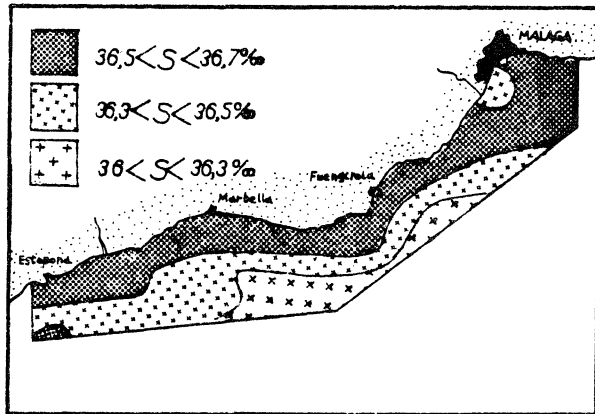 MALAGA
36,5<S<36,7‰
36,3<S<36,5‰
36<S<36,3‰
Fuengirola
Marbella
Estepona